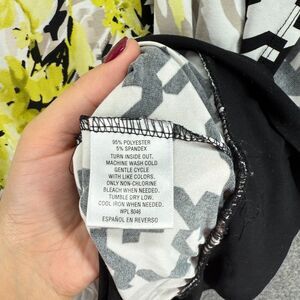 95% POLYESTER
5% SPANDEX
TURN INSIDE OUT.
MACHINE WASH COLD
GENTLE CYCLE
WITH LIKE COLORS.
ONLY NON-CHLORINE
BLEACH WHEN NEEDED.
TUMBLE DRY LOW.
COOL IRON WHEN NEEDED.
WPL 8046
ESPAÑOL EN REVERSO